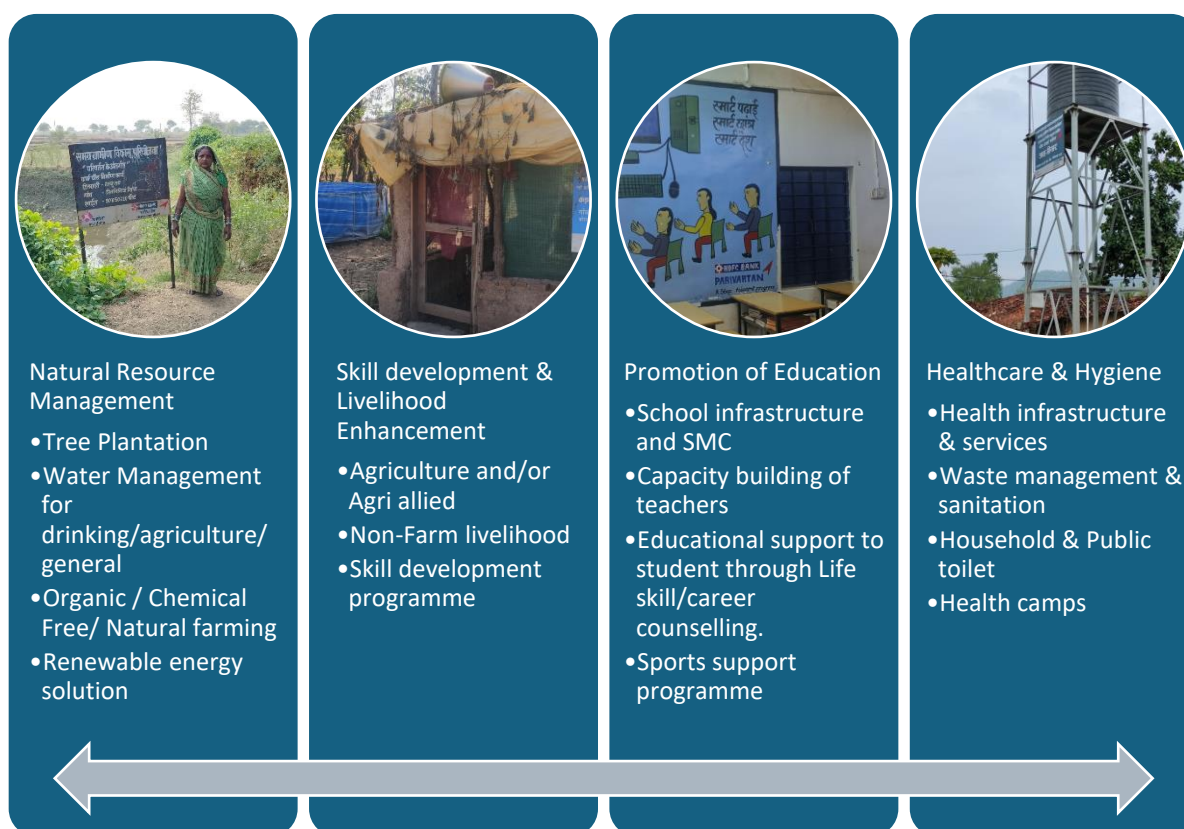 समग्र ग्रामीण विकास परियोजना
स्मार्ट पढ़ाई
स्मार्ट छात्र
स्मार्ट देश
HDFC BANK
PARIVARTAN
Natural Resource
Management
•Tree Plantation
•Water Management
for
drinking/agriculture/
general
•Organic / Chemical
Free/ Natural farming
•Renewable energy
solution
Skill development &
Livelihood
Enhancement
•Agriculture and/or
Agri allied
•Non-Farm livelihood
•Skill development
programme
Promotion of Education
•School infrastructure
and SMC
•Capacity building of
teachers
•Educational support to
student through Life
skill/career
counselling.
•Sports support
programme
Healthcare & Hygiene
•Health infrastructure
& services
•Waste management &
sanitation
•Household & Public
toilet
•Health camps